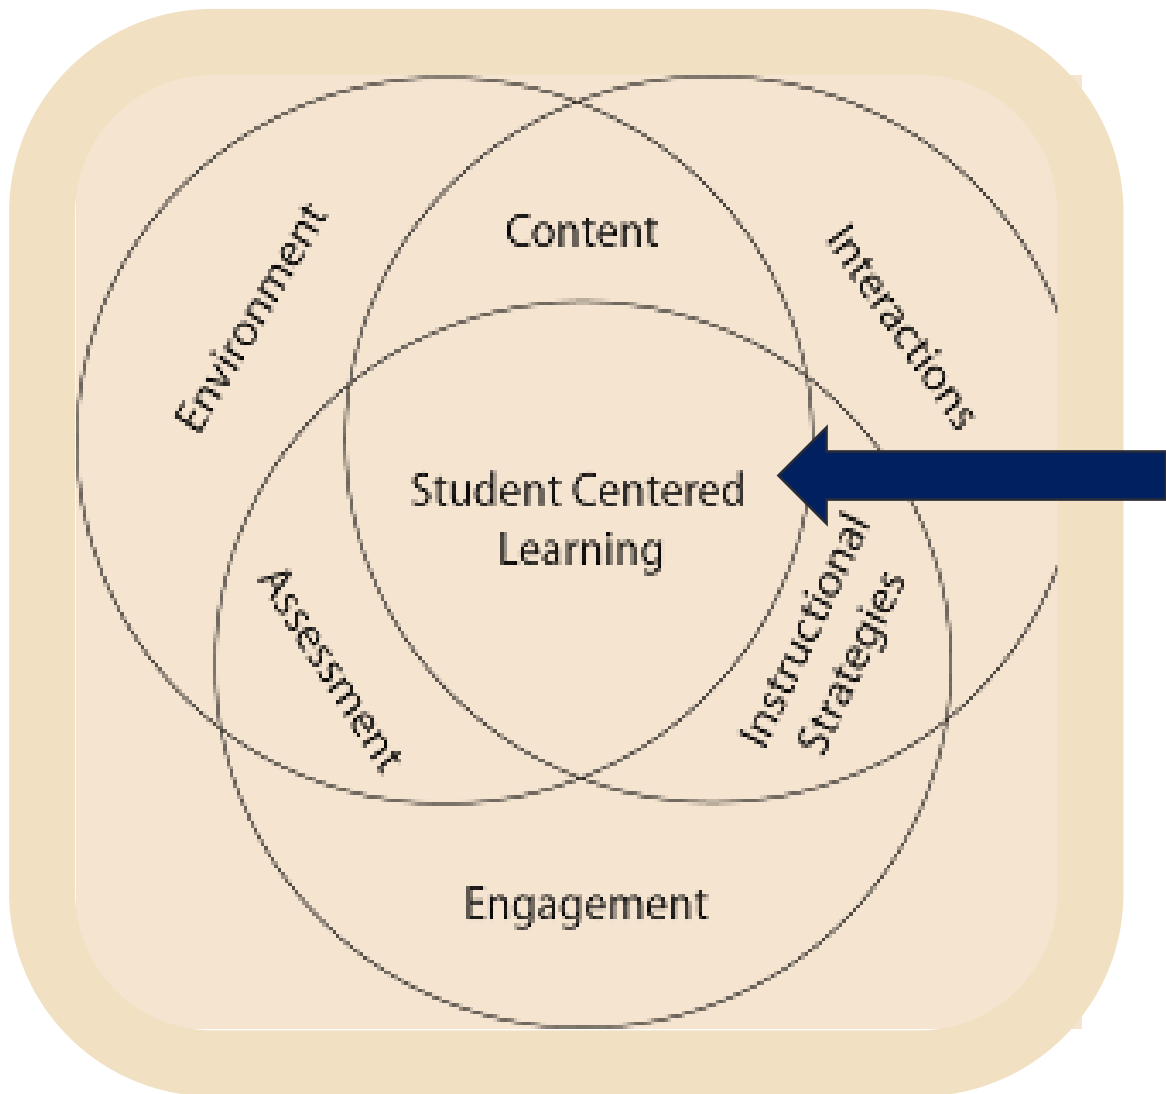 Content
Environment
Interactions
Student Centered
Learning
Assessment
Instructional
Strategies
Engagement